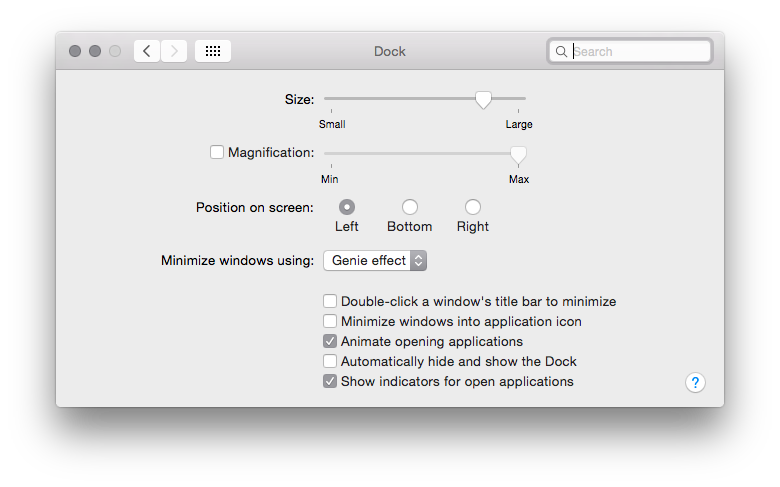 Dock
Search
Size:
Small Large
Magnification:
Min Max
Position on screen:
Left Bottom Right
Minimize windows using: Genie effect
Double-click a window's title bar to minimize
Minimize windows into application icon
Animate opening applications
Automatically hide and show the Dock
Show indicators for open applications
?